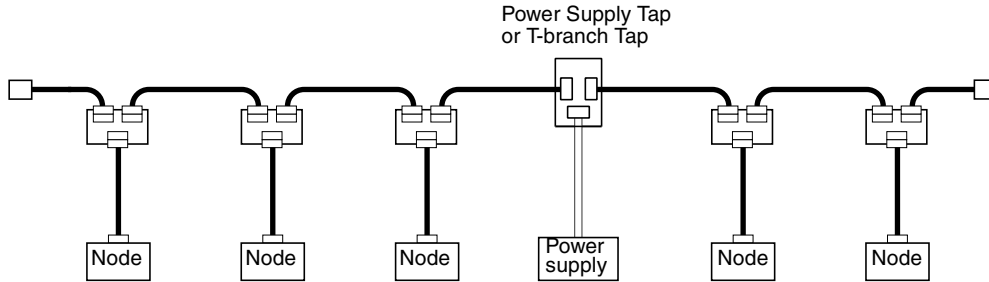 Power Supply Tap
or T-branch Tap
Node
Node
Node
Power
supply
Node
Node